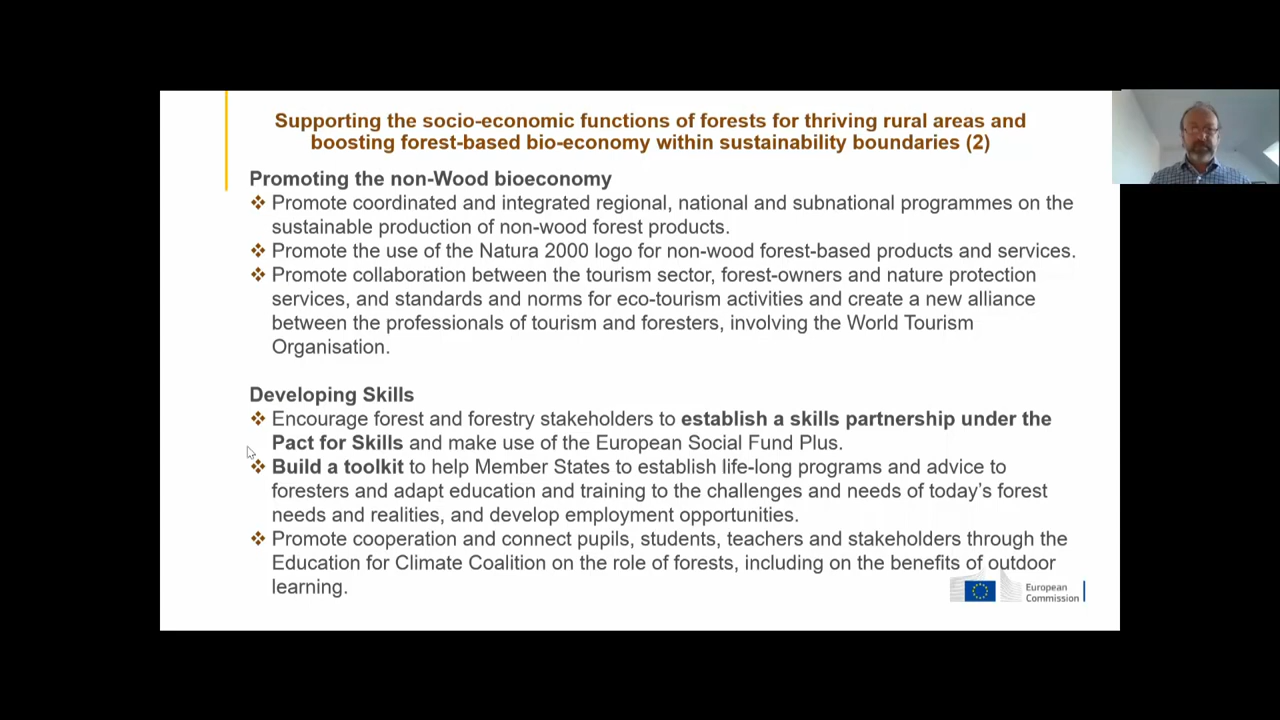 Supporting the socio-economic functions of forests for thriving rural areas and
boosting forest-based bio-economy within sustainability boundaries (2)
Promoting the non-Wood bioeconomy
❖ Promote coordinated and integrated regional, national and subnational programmes on the
sustainable production of non-wood forest products.
❖ Promote the use of the Natura 2000 logo for non-wood forest-based products and services.
❖ Promote collaboration between the tourism sector, forest-owners and nature protection
services, and standards and norms for eco-tourism activities and create a new alliance
between the professionals of tourism and foresters, involving the World Tourism
Organisation.
Developing Skills
❖ Encourage forest and forestry stakeholders to establish a skills partnership under the
Pact for Skills and make use of the European Social Fund Plus.
❖ Build a toolkit to help Member States to establish life-long programs and advice to
foresters and adapt education and training to the challenges and needs of today's forest
needs and realities, and develop employment opportunities.
❖ Promote cooperation and connect pupils, students, teachers and stakeholders through the
Education for Climate Coalition on the role of forests, including on the benefits of outdoor
learning.
European
Commission